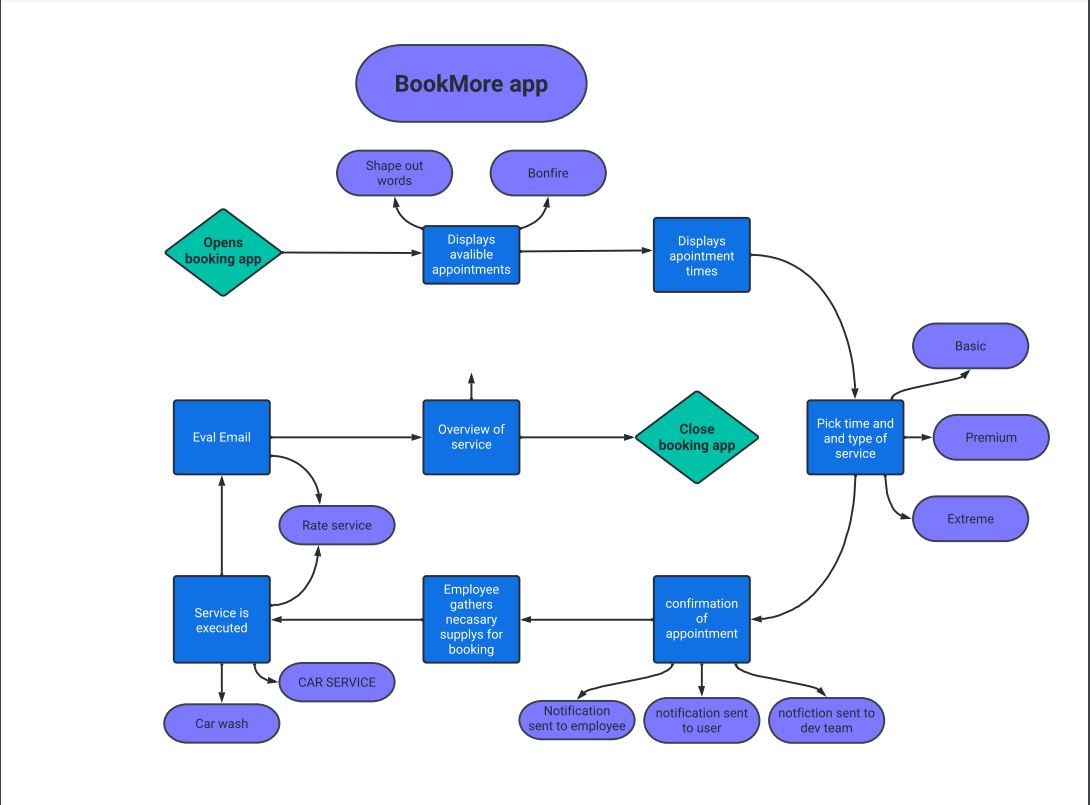 BookMore app
Shape out
words
Bonfire
Opens
booking app
Displays
avalible
appointments
Displays
apointment
times
Basic
Eval Email
Overview of
service
Close
booking app
Pick time and
and type of
service
Premium
Rate service
Extreme
Service is
executed
Employee
gathers
necasary
supplys for
booking
confirmation
of
appointment
CAR SERVICE
Car wash
Notification
sent to employee
notification sent
to user
notfiction sent to
dev team